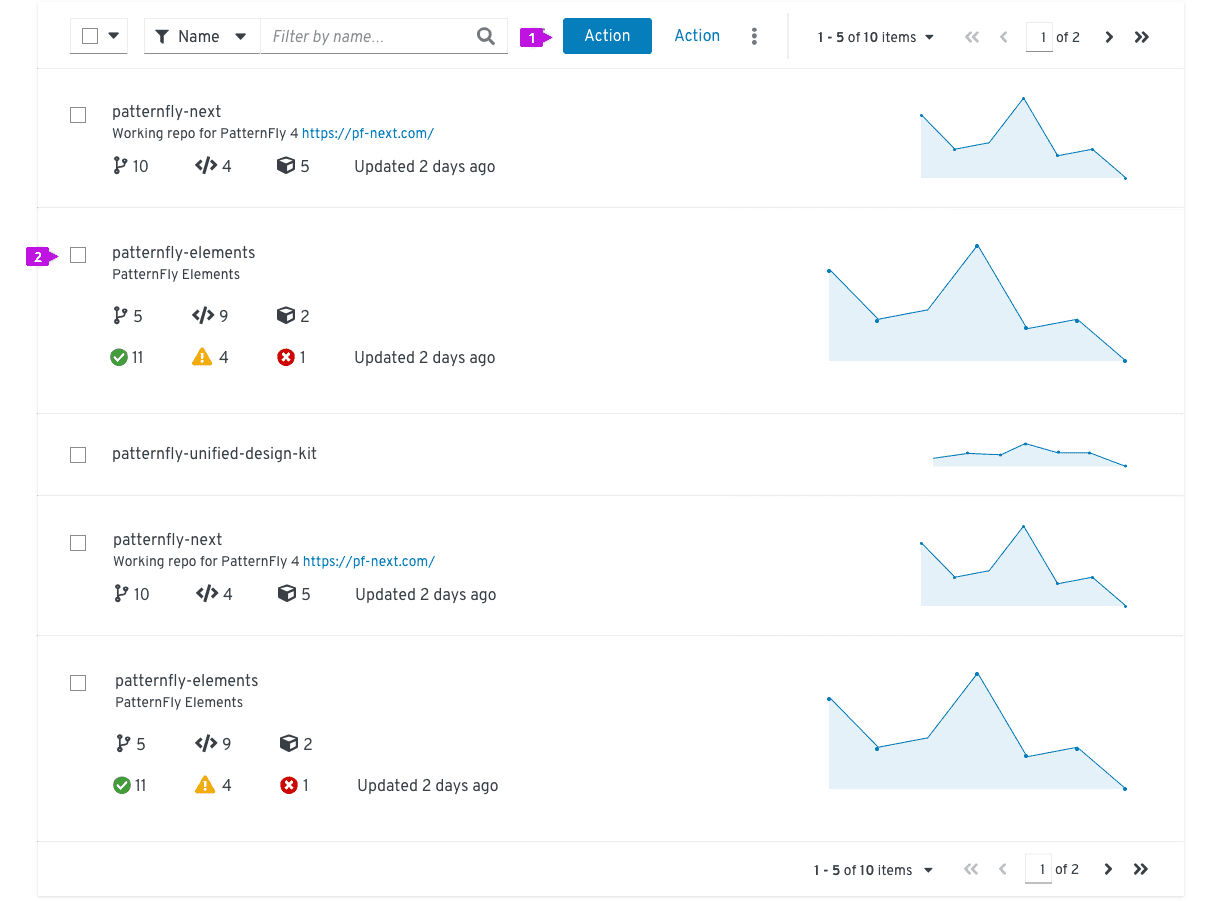 Name Filter by name... 1 Action Action 1 - 5 of 10 items 1 of 2
patternfly-next
Working repo for PatternFly 4 https://pf-next.com/
10 4 5 Updated 2 days ago
2 patternfly-elements
PatternFly Elements
5 9 2
11 4 1 Updated 2 days ago
patternfly-unified-design-kit
patternfly-next
Working repo for PatternFly 4 https://pf-next.com/
10 4 5 Updated 2 days ago
patternfly-elements
PatternFly Elements
5 9 2
11 4 1 Updated 2 days ago
1 - 5 of 10 items 1 of 2